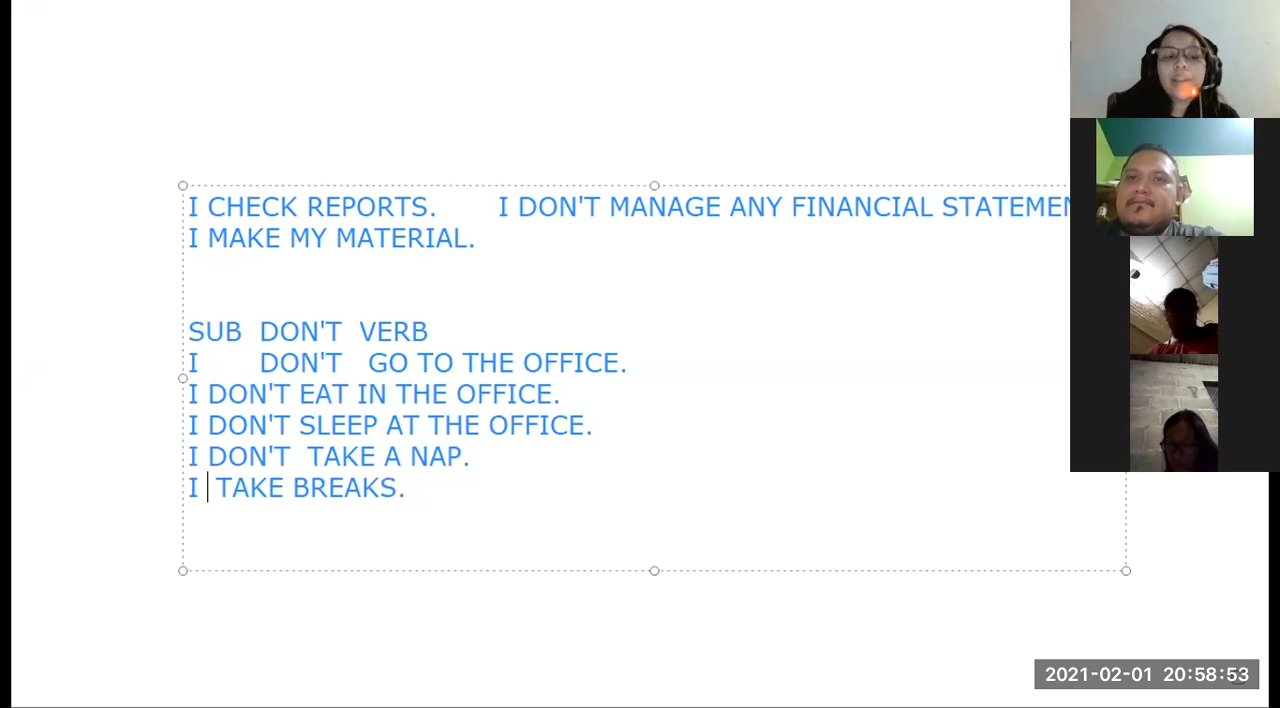 I CHECK REPORTS. I DON'T MANAGE ANY FINANCIAL
I MAKE MY MATERIAL.
SUB DON'T VERB
I DON'T GO TO THE OFFICE.
I DON'T EAT IN THE OFFICE.
I DON'T SLEEP AT THE OFFICE.
I DON'T TAKE A NAP.
I TAKE BREAKS.
2021-02-01 20:58:53